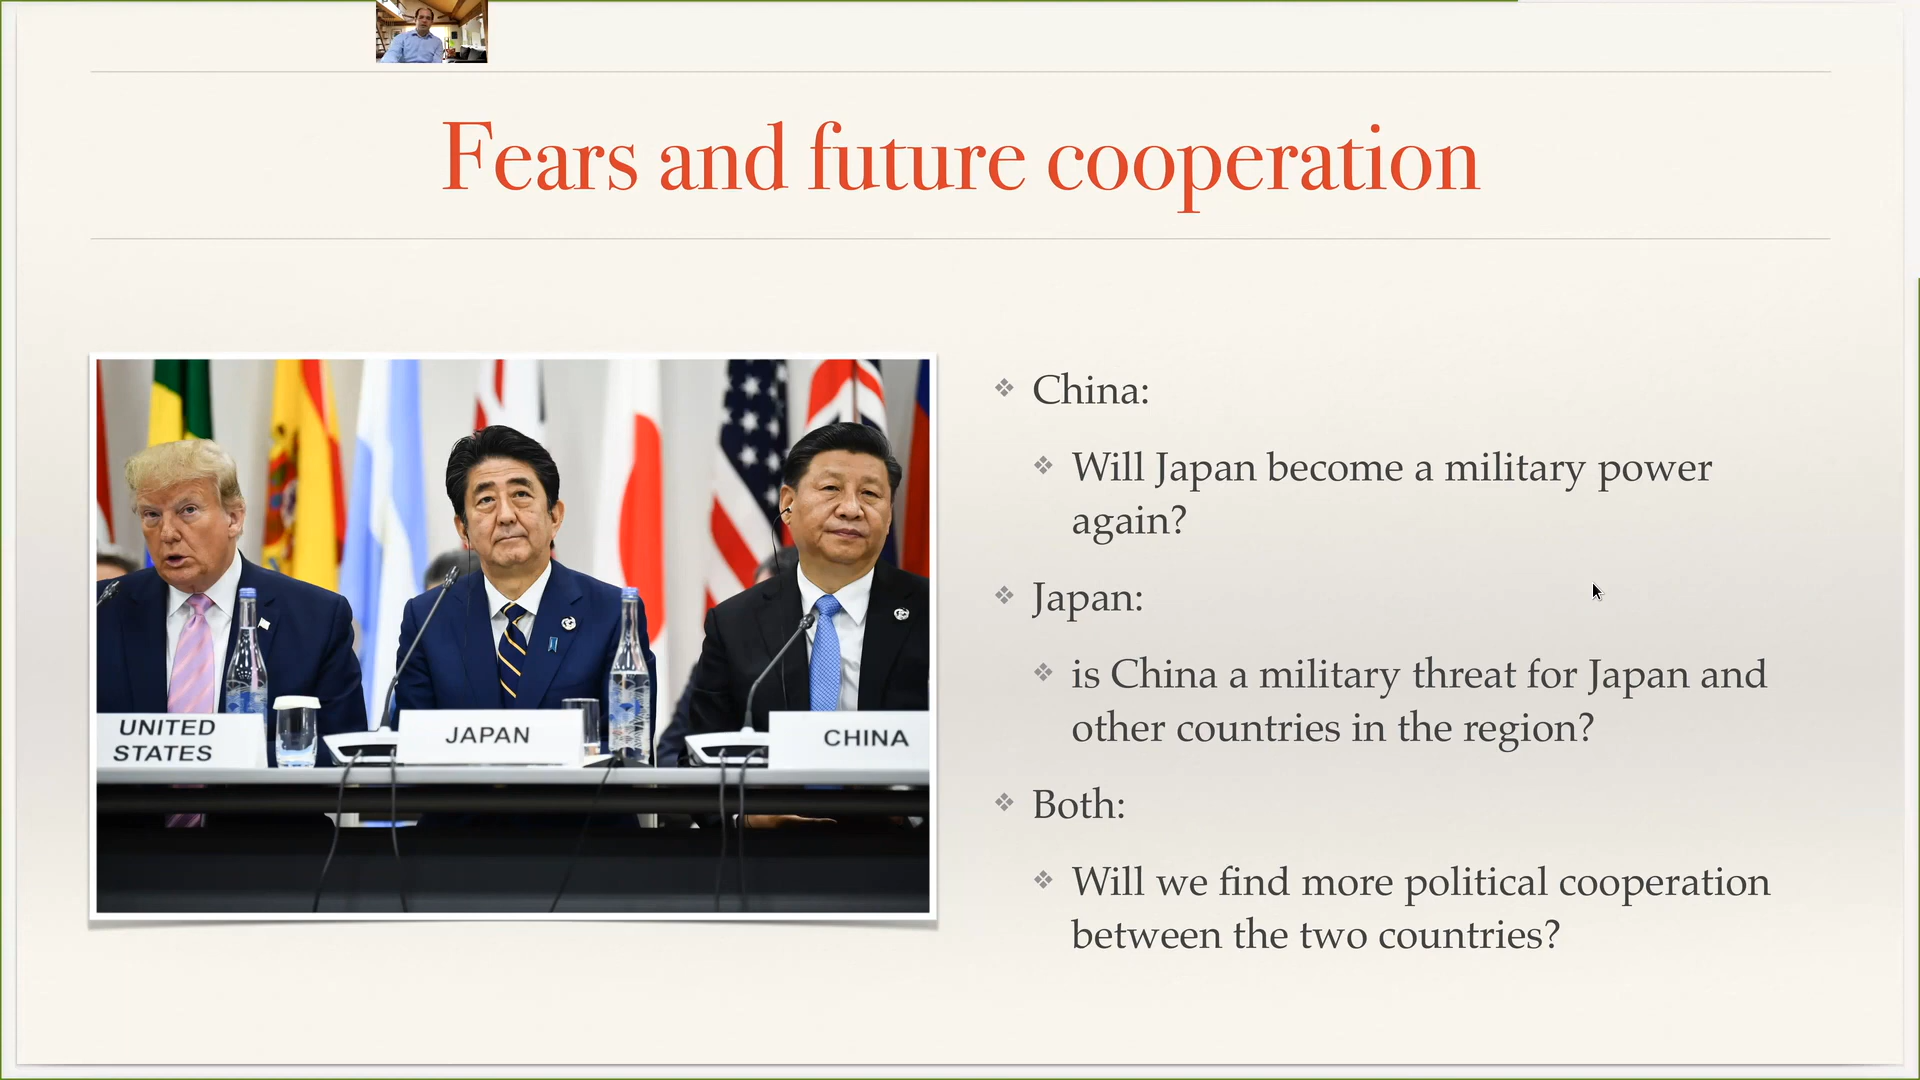 Fears and future cooperation
UNITED
STATES
JAPAN
CHINA
China:
Will Japan become a military power
again?
Japan:
is China a military threat for Japan and
other countries in the region?
Both:
Will we find more political cooperation
between the two countries?